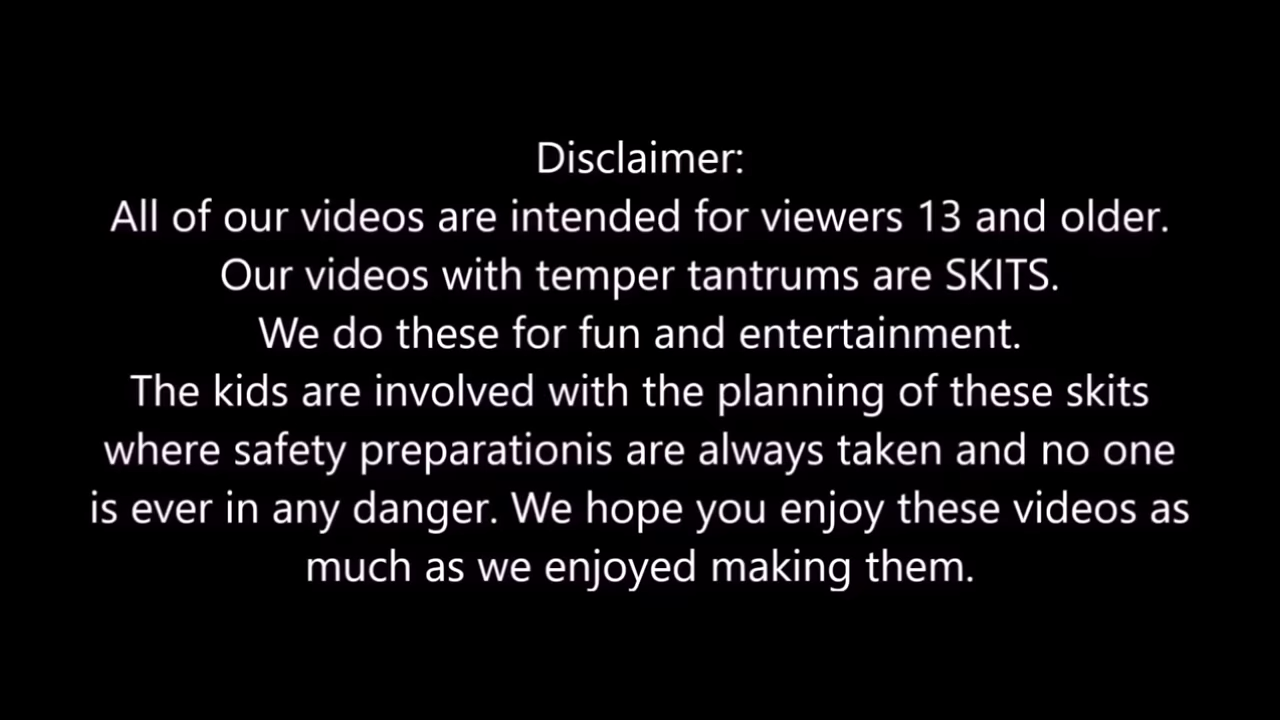 Disclaimer:
All of our videos are intended for viewers 13 and older.
Our videos with temper tantrums are SKITS.
We do these for fun and entertainment.
The kids are involved with the planning of these skits
where safety preparationis are always taken and no one
is ever in any danger. We hope you enjoy these videos as
much as we enjoyed making them.